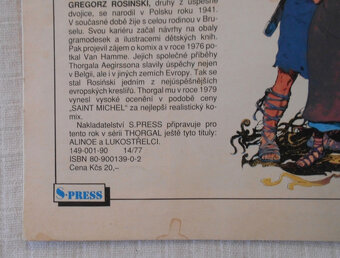 GREGORZ ROSINSKI, druhý z úspěšné
dvojice, se narodil v Polsku roku 1941.
V současné době žije s celou rodinou v Bru-
selu. Svou kariéru začal návrhy na obaly
gramodesek a ilustracemi dětských knih.
Pak projevil zájem o komix a v roce 1976 po-
tkal Van Hamme. Jejich společné příběhy
Thorgala Aegirssona slavily úspěchy nejen
v Belgii, ale i v jiných zemích Evropy. Tak se
stal Rosiński jedním z nejúspěšnějších
evropských kreslířů. Thorgal mu v roce 1979
vynesl vysoké ocenění v podobě ceny
„SAINT MICHEL" za nejlepší realistický ko-
mix.
Nakladatelství S.PRESS připravuje pro
tento rok v sérii THORGAL ještě tyto tituly:
ALINOE a LUKOSTŘELCI.
149-001-90 14/77
ISBN 80-900139-0-2
Cena Kčs 20,–
S-PRESS